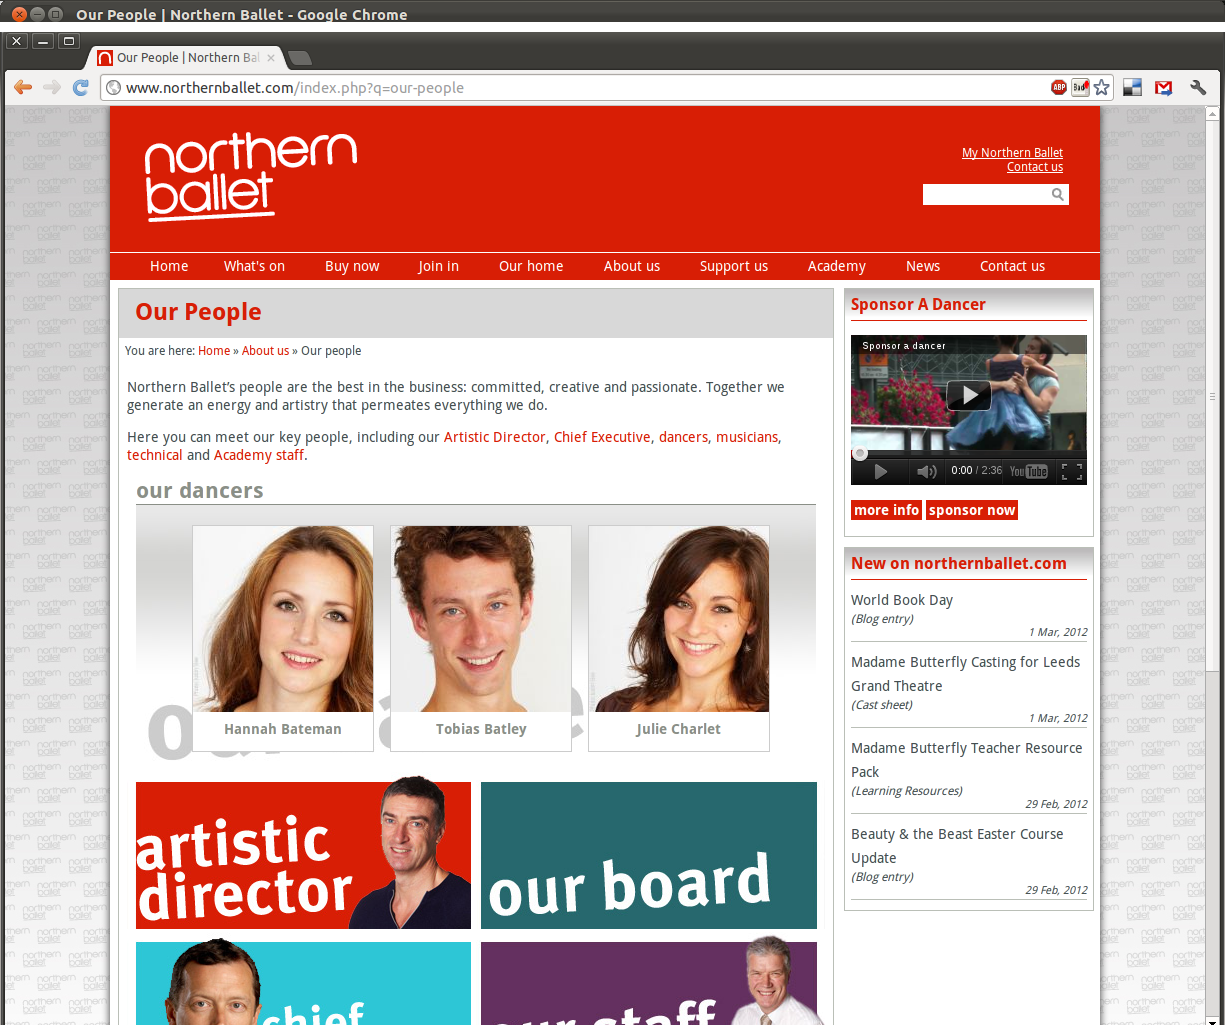 Our People | Northern Ballet - Google Chrome
Our People | Northern Bal
www.northernballet.com/index.php?q=our-people
ABP
northern
ballet
My Northern Ballet
Contact us
Home What's on Buy now Join in Our home About us Support us Academy News Contact us
Our People
You are here: Home » About us » Our people
Northern Ballet’s people are the best in the business: committed, creative and passionate. Together we
generate an energy and artistry that permeates everything we do.
Here you can meet our key people, including our Artistic Director, Chief Executive, dancers, musicians,
technical and Academy staff.
our dancers
Hannah Bateman
Tobias Batley
Julie Charlet
artistic
director
our board
chief
our staff
Sponsor A Dancer
Sponsor a dancer
0:00 / 2:36
YouTube
more info sponsor now
New on northernballet.com
World Book Day
(Blog entry)
1 Mar, 2012
Madame Butterfly Casting for Leeds
Grand Theatre
(Cast sheet)
1 Mar, 2012
Madame Butterfly Teacher Resource
Pack
(Learning Resources)
29 Feb, 2012
Beauty & the Beast Easter Course
Update
(Blog entry)
29 Feb, 2012